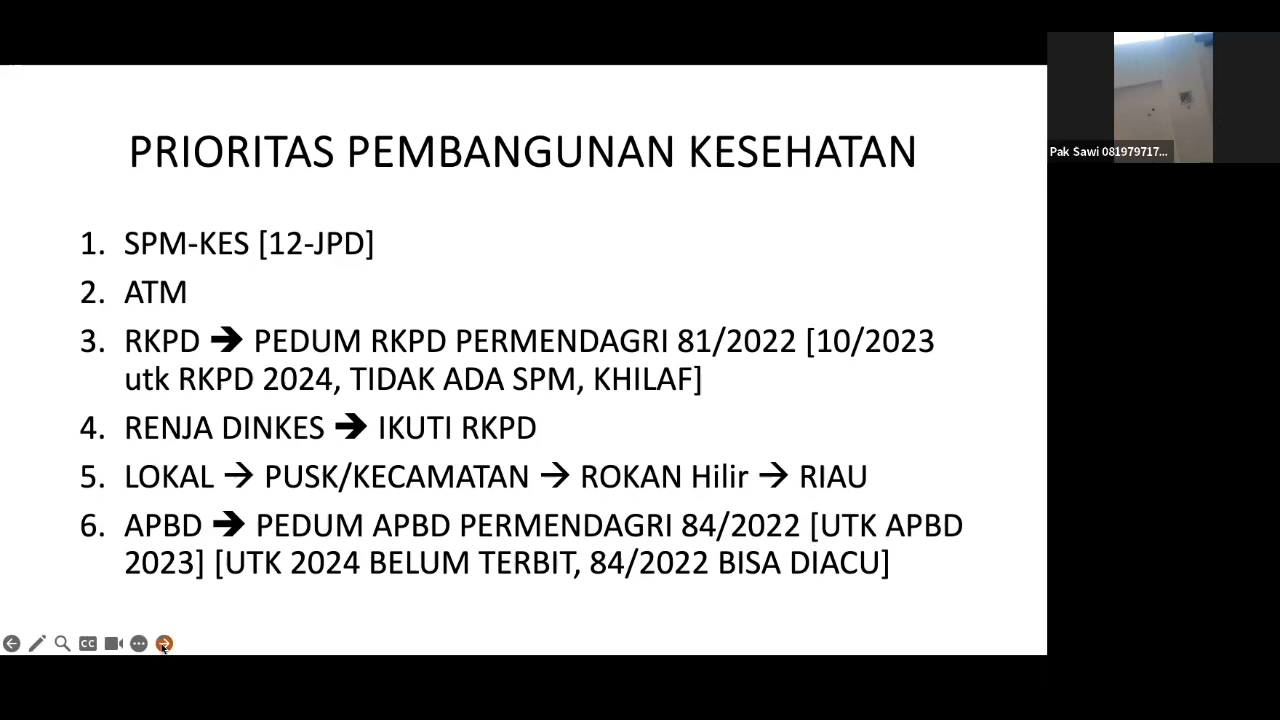 PRIORITAS PEMBANGUNAN KESEHATAN
1. SPM-KES [12-JPD]
2. ATM
3. RKPD 🡺 PEDUM RKPD PERMENDAGRI 81/2022 [10/2023
utk RKPD 2024, TIDAK ADA SPM, KHILAF]
4. RENJA DINKES 🡺 IKUTI RKPD
5. LOKAL → PUSK/KECAMATAN → ROKAN Hilir → RIAU
6. APBD 🡺 PEDUM APBD PERMENDAGRI 84/2022 [UTK APBD
2023] [UTK 2024 BELUM TERBIT, 84/2022 BISA DIACU]
Pak Sawi 081979717...
CC